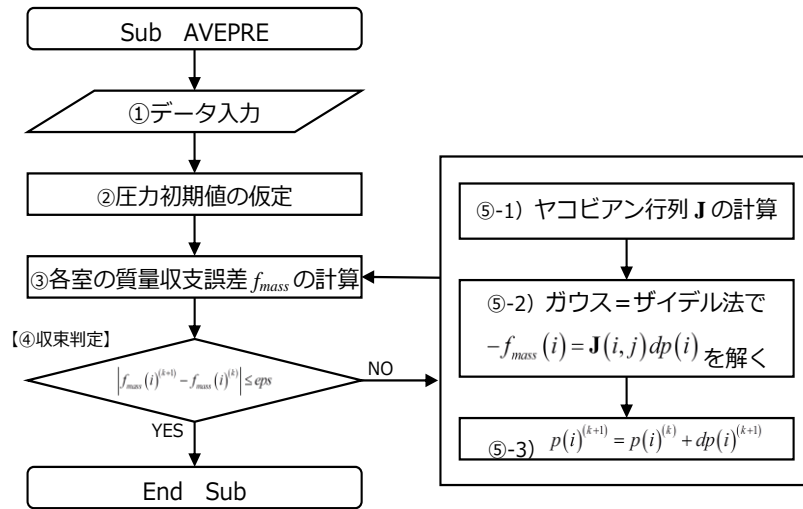 Sub AVEPRE
①データ入力
②圧力初期値の仮定
③各室の質量収支誤差 f_mass の計算
【④収束判定】
|f_mass(i)^(k+1) − f_mass(i)^(k)| ≤ eps
NO
YES
End Sub
⑤-1) ヤコビアン行列 J の計算
⑤-2) ガウス=ザイデル法で
−f_mass(i) = J(i, j)dp(i) を解く
⑤-3) p(i)^(k+1) = p(i)^(k) + dp(i)^(k+1)